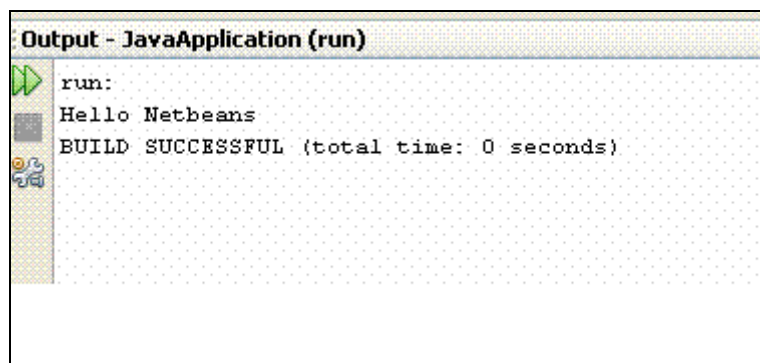 Output - JavaApplication (run)
run:
Hello Netbeans
BUILD SUCCESSFUL (total time: 0 seconds)